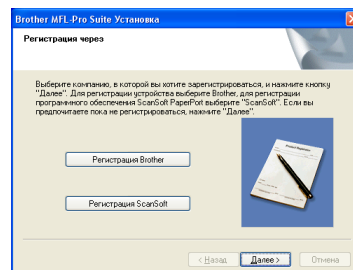 Brother MFL-Pro Suite Установка
Регистрация через
Выберите компанию, в которой вы хотите зарегистрироваться, и нажмите кнопку
"Далее". Для регистрации устройства выберите Brother, для регистрации
программного обеспечения ScanSoft PaperPort выберите "ScanSoft". Если вы
предпочитаете пока не регистрироваться, нажмите "Далее".
Регистрация Brother
Регистрация ScanSoft
< Назад
Далее >
Отмена